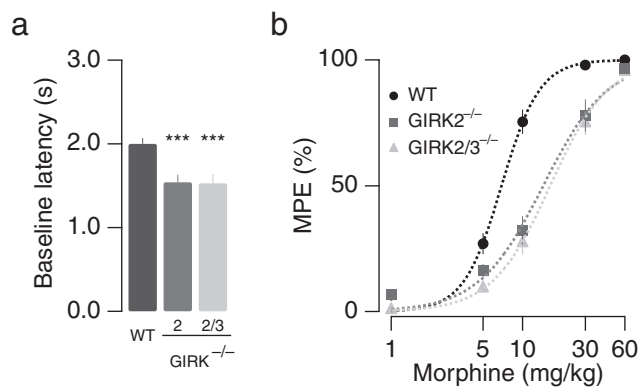 a
Baseline latency (s)
3.0
2.0
1.0
0.0
***
***
WT
2
2/3
GIRK−/−
b
MPE (%)
100
50
0
WT
GIRK2−/−
GIRK2/3−/−
1
5
10
30
60
Morphine (mg/kg)